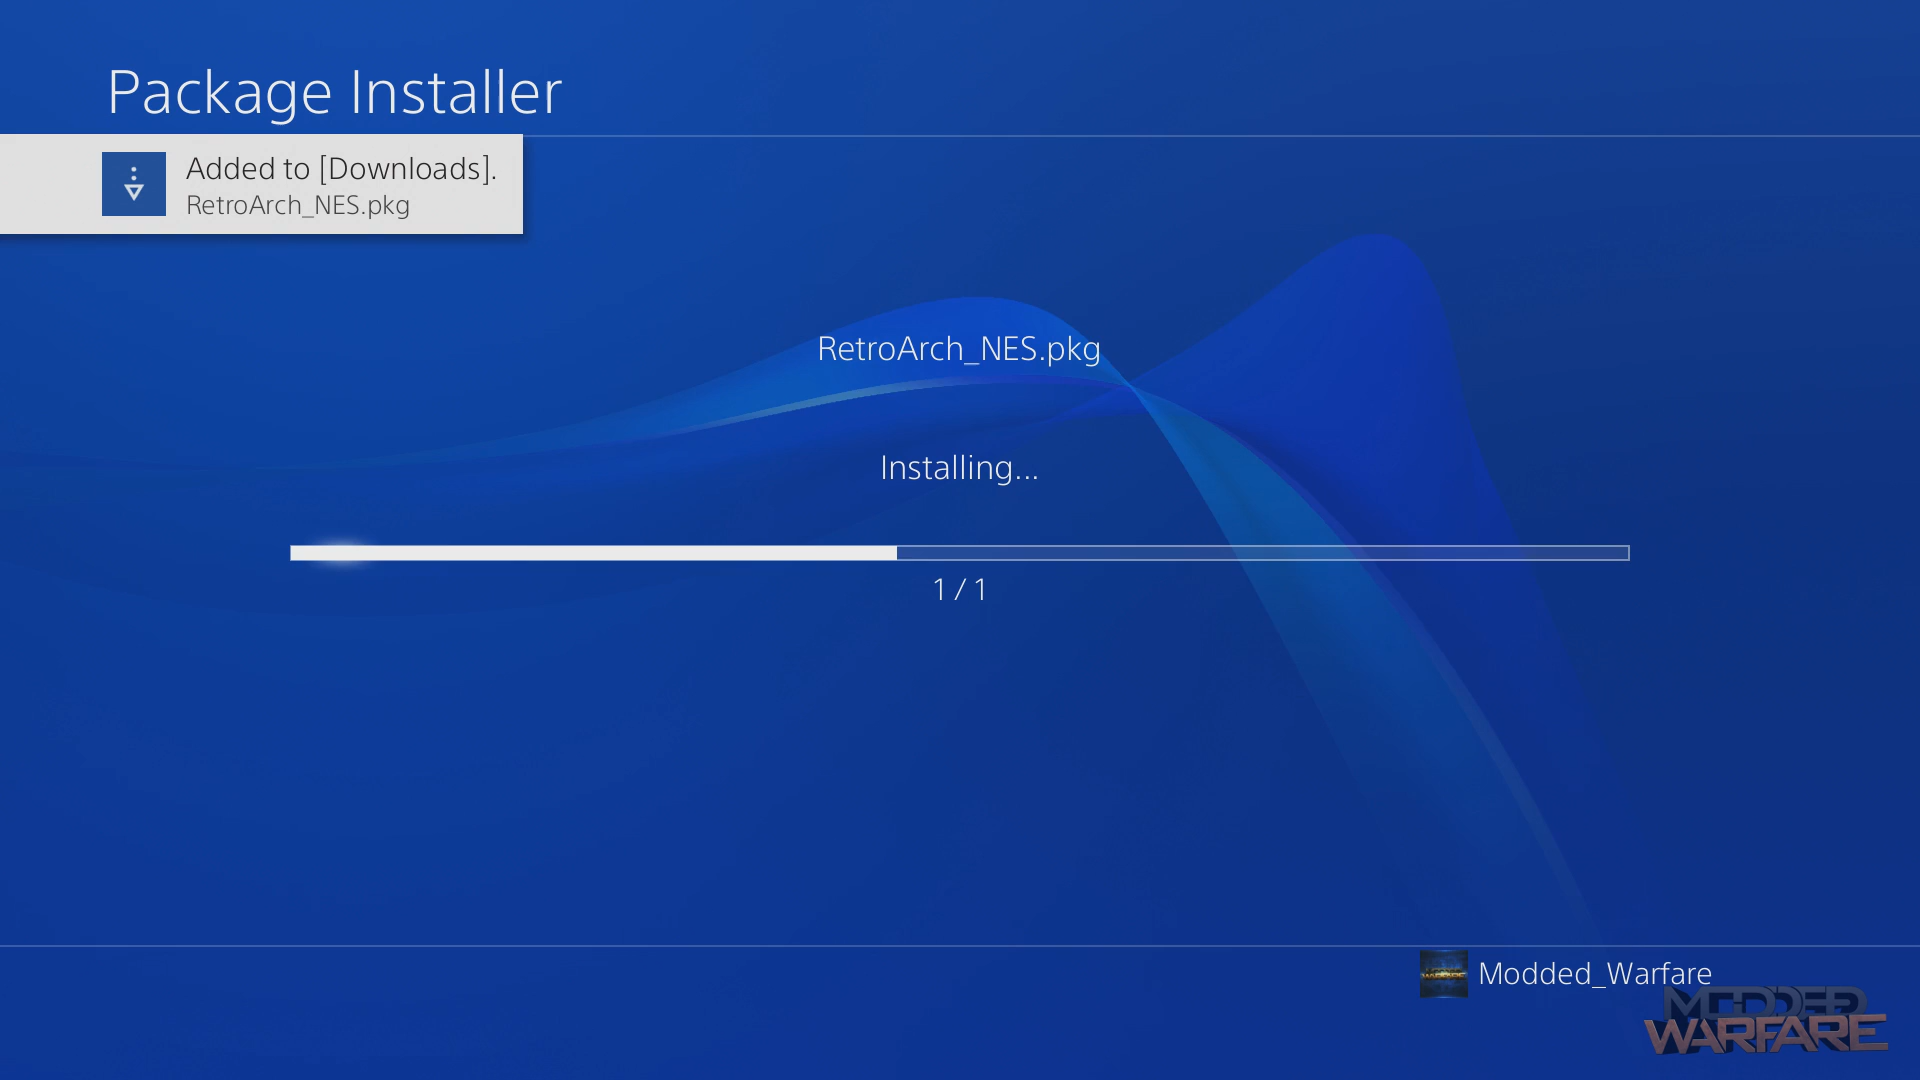 Package Installer
Added to [Downloads].
RetroArch_NES.pkg
RetroArch_NES.pkg
Installing...
1 / 1
Modded_Warfare
MODDED
WARFARE